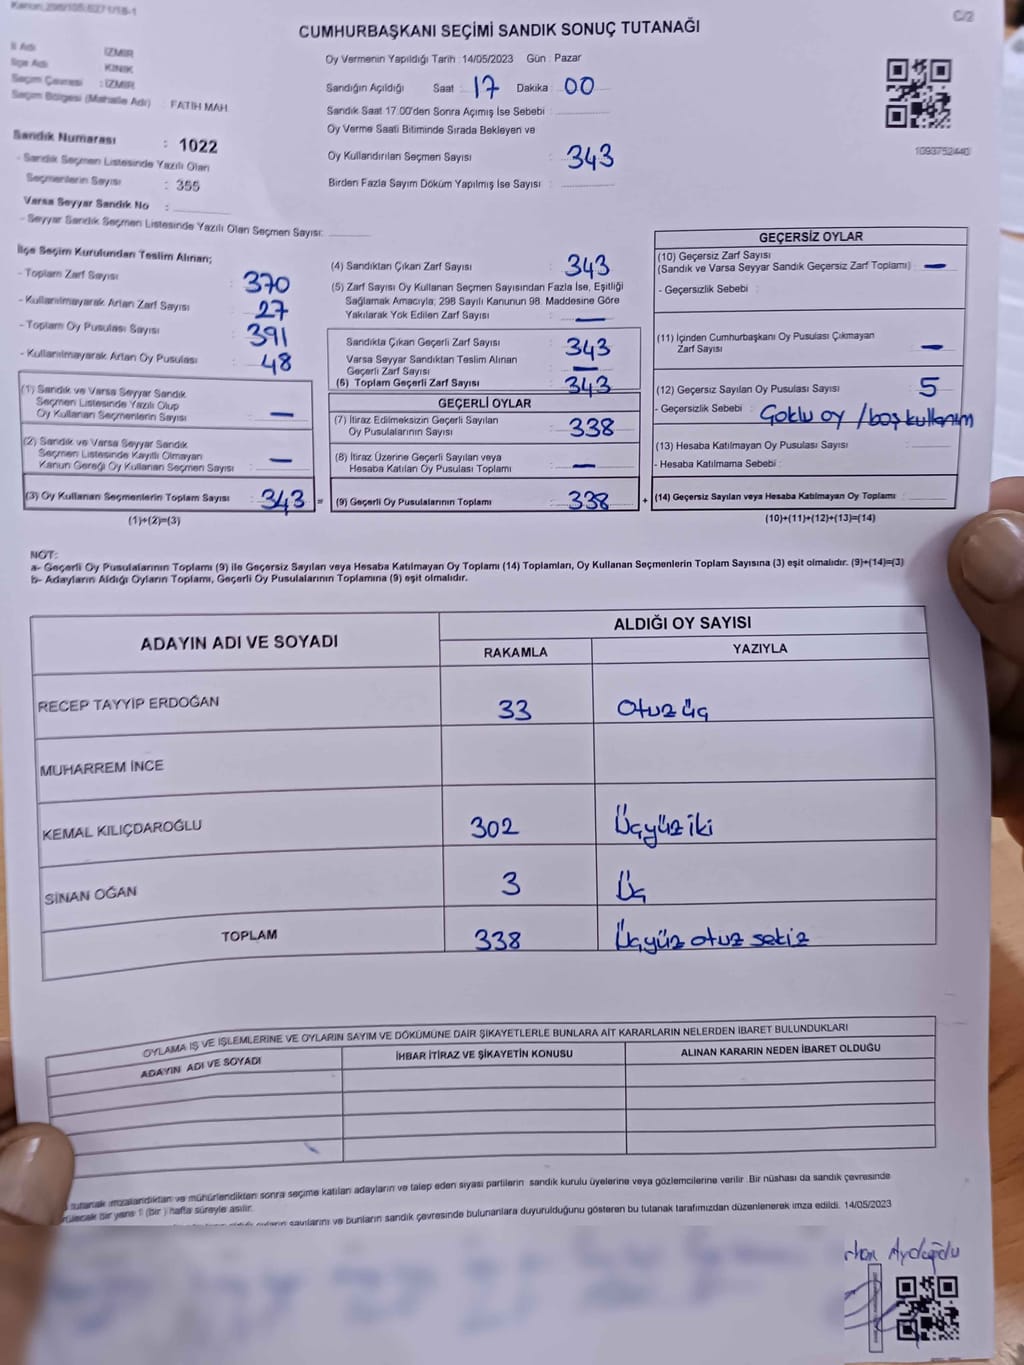 Kanun:298/105,6271/18-1
C/2
CUMHURBAŞKANI SEÇİMİ SANDIK SONUÇ TUTANAĞI
İl Adı : İZMİR
İlçe Adı : KINIK
Seçim Çevresi : İZMİR
Seçim Bölgesi (Mahalle Adı) : FATİH MAH.
Sandık Numarası : 1022
- Sandık Seçmen Listesinde Yazılı Olan
Seçmenlerin Sayısı : 355
Varsa Seyyar Sandık No :
- Seyyar Sandık Seçmen Listesinde Yazılı Olan Seçmen Sayısı:
Oy Vermenin Yapıldığı Tarih : 14/05/2023 Gün : Pazar
Sandığın Açıldığı Saat : 17 Dakika : 00
Sandık Saat 17.00'den Sonra Açımış İse Sebebi :
Oy Verme Saati Bitiminde Sırada Bekleyen ve
Oy Kullandırılan Seçmen Sayısı : 343
Birden Fazla Sayım Döküm Yapılmış İse Sayısı :
1093752440
İlçe Seçim Kurulundan Teslim Alınan;
- Toplam Zarf Sayısı : 370
- Kullanılmayarak Artan Zarf Sayısı : 27
- Toplam Oy Pusulası Sayısı : 391
- Kullanılmayarak Artan Oy Pusulası : 48
(1) Sandık ve Varsa Seyyar Sandık
Seçmen Listesinde Yazılı Olup
Oy Kullanan Seçmenlerin Sayısı : —
(2) Sandık ve Varsa Seyyar Sandık
Seçmen Listesinde Kayıtlı Olmayan
Kanun Gereği Oy Kullanan Seçmen Sayısı : —
(3) Oy Kullanan Seçmenlerin Toplam Sayısı : 343 =
(1)+(2)=(3)
(4) Sandıktan Çıkan Zarf Sayısı : 343
(5) Zarf Sayısı Oy Kullanan Seçmen Sayısından Fazla İse, Eşitliği
Sağlamak Amacıyla; 298 Sayılı Kanunun 98. Maddesine Göre
Yakılarak Yok Edilen Zarf Sayısı : —
Sandıkta Çıkan Geçerli Zarf Sayısı : 343
Varsa Seyyar Sandıktan Teslim Alınan
Geçerli Zarf Sayısı : —
(6) Toplam Geçerli Zarf Sayısı : 343
GEÇERLİ OYLAR
(7) İtiraz Edilmeksizin Geçerli Sayılan
Oy Pusulalarının Sayısı : 338
(8) İtiraz Üzerine Geçerli Sayılan veya
Hesaba Katılan Oy Pusulası Toplamı : —
(9) Geçerli Oy Pusulalarının Toplamı : 338 +
GEÇERSİZ OYLAR
(10) Geçersiz Zarf Sayısı
(Sandık ve Varsa Seyyar Sandık Geçersiz Zarf Toplamı) : —
- Geçersizlik Sebebi :
(11) İçinden Cumhurbaşkanı Oy Pusulası Çıkmayan
Zarf Sayısı : —
(12) Geçersiz Sayılan Oy Pusulası Sayısı : 5
- Geçersizlik Sebebi : Çoklu oy / boş kullanım
(13) Hesaba Katılmayan Oy Pusulası Sayısı :
- Hesaba Katılmama Sebebi :
(14) Geçersiz Sayılan veya Hesaba Katılmayan Oy Toplamı :
(10)+(11)+(12)+(13)=(14)
NOT:
a- Geçerli Oy Pusulalarının Toplamı (9) ile Geçersiz Sayılan veya Hesaba Katılmayan Oy Toplamı (14) Toplamları, Oy Kullanan Seçmenlerin Toplam Sayısına (3) eşit olmalıdır. (9)+(14)=(3)
b- Adayların Aldığı Oyların Toplamı, Geçerli Oy Pusulalarının Toplamına (9) eşit olmalıdır.
ADAYIN ADI VE SOYADI ALDIĞI OY SAYISI
RAKAMLA YAZIYLA
RECEP TAYYİP ERDOĞAN 33 Otuz üç
MUHARREM İNCE
KEMAL KILIÇDAROĞLU 302 Üçyüz iki
SİNAN OĞAN 3 Üç
TOPLAM 338 Üçyüz otuz sekiz
OYLAMA İŞ VE İŞLEMLERİNE VE OYLARIN SAYIM VE DÖKÜMÜNE DAİR ŞİKAYETLERLE BUNLARA AİT KARARLARIN NELERDEN İBARET BULUNDUKLARI
ADAYIN ADI VE SOYADI İHBAR İTİRAZ VE ŞİKAYETİN KONUSU ALINAN KARARIN NEDEN İBARET OLDUĞU
tutanak imzalandıktan ve mühürlendikten sonra seçime katılan adayların ve talep eden siyasi partilerin sandık kurulu üyelerine veya gözlemcilerine verilir. Bir nüshası da sandık çevresinde
bir yere 1 (bir ) hafta süreyle asılır.
sayılarını ve bunların sandık çevresinde bulunanlara duyurulduğunu gösteren bu tutanak tarafımızdan düzenlenerek imza edildi. 14/05/2023